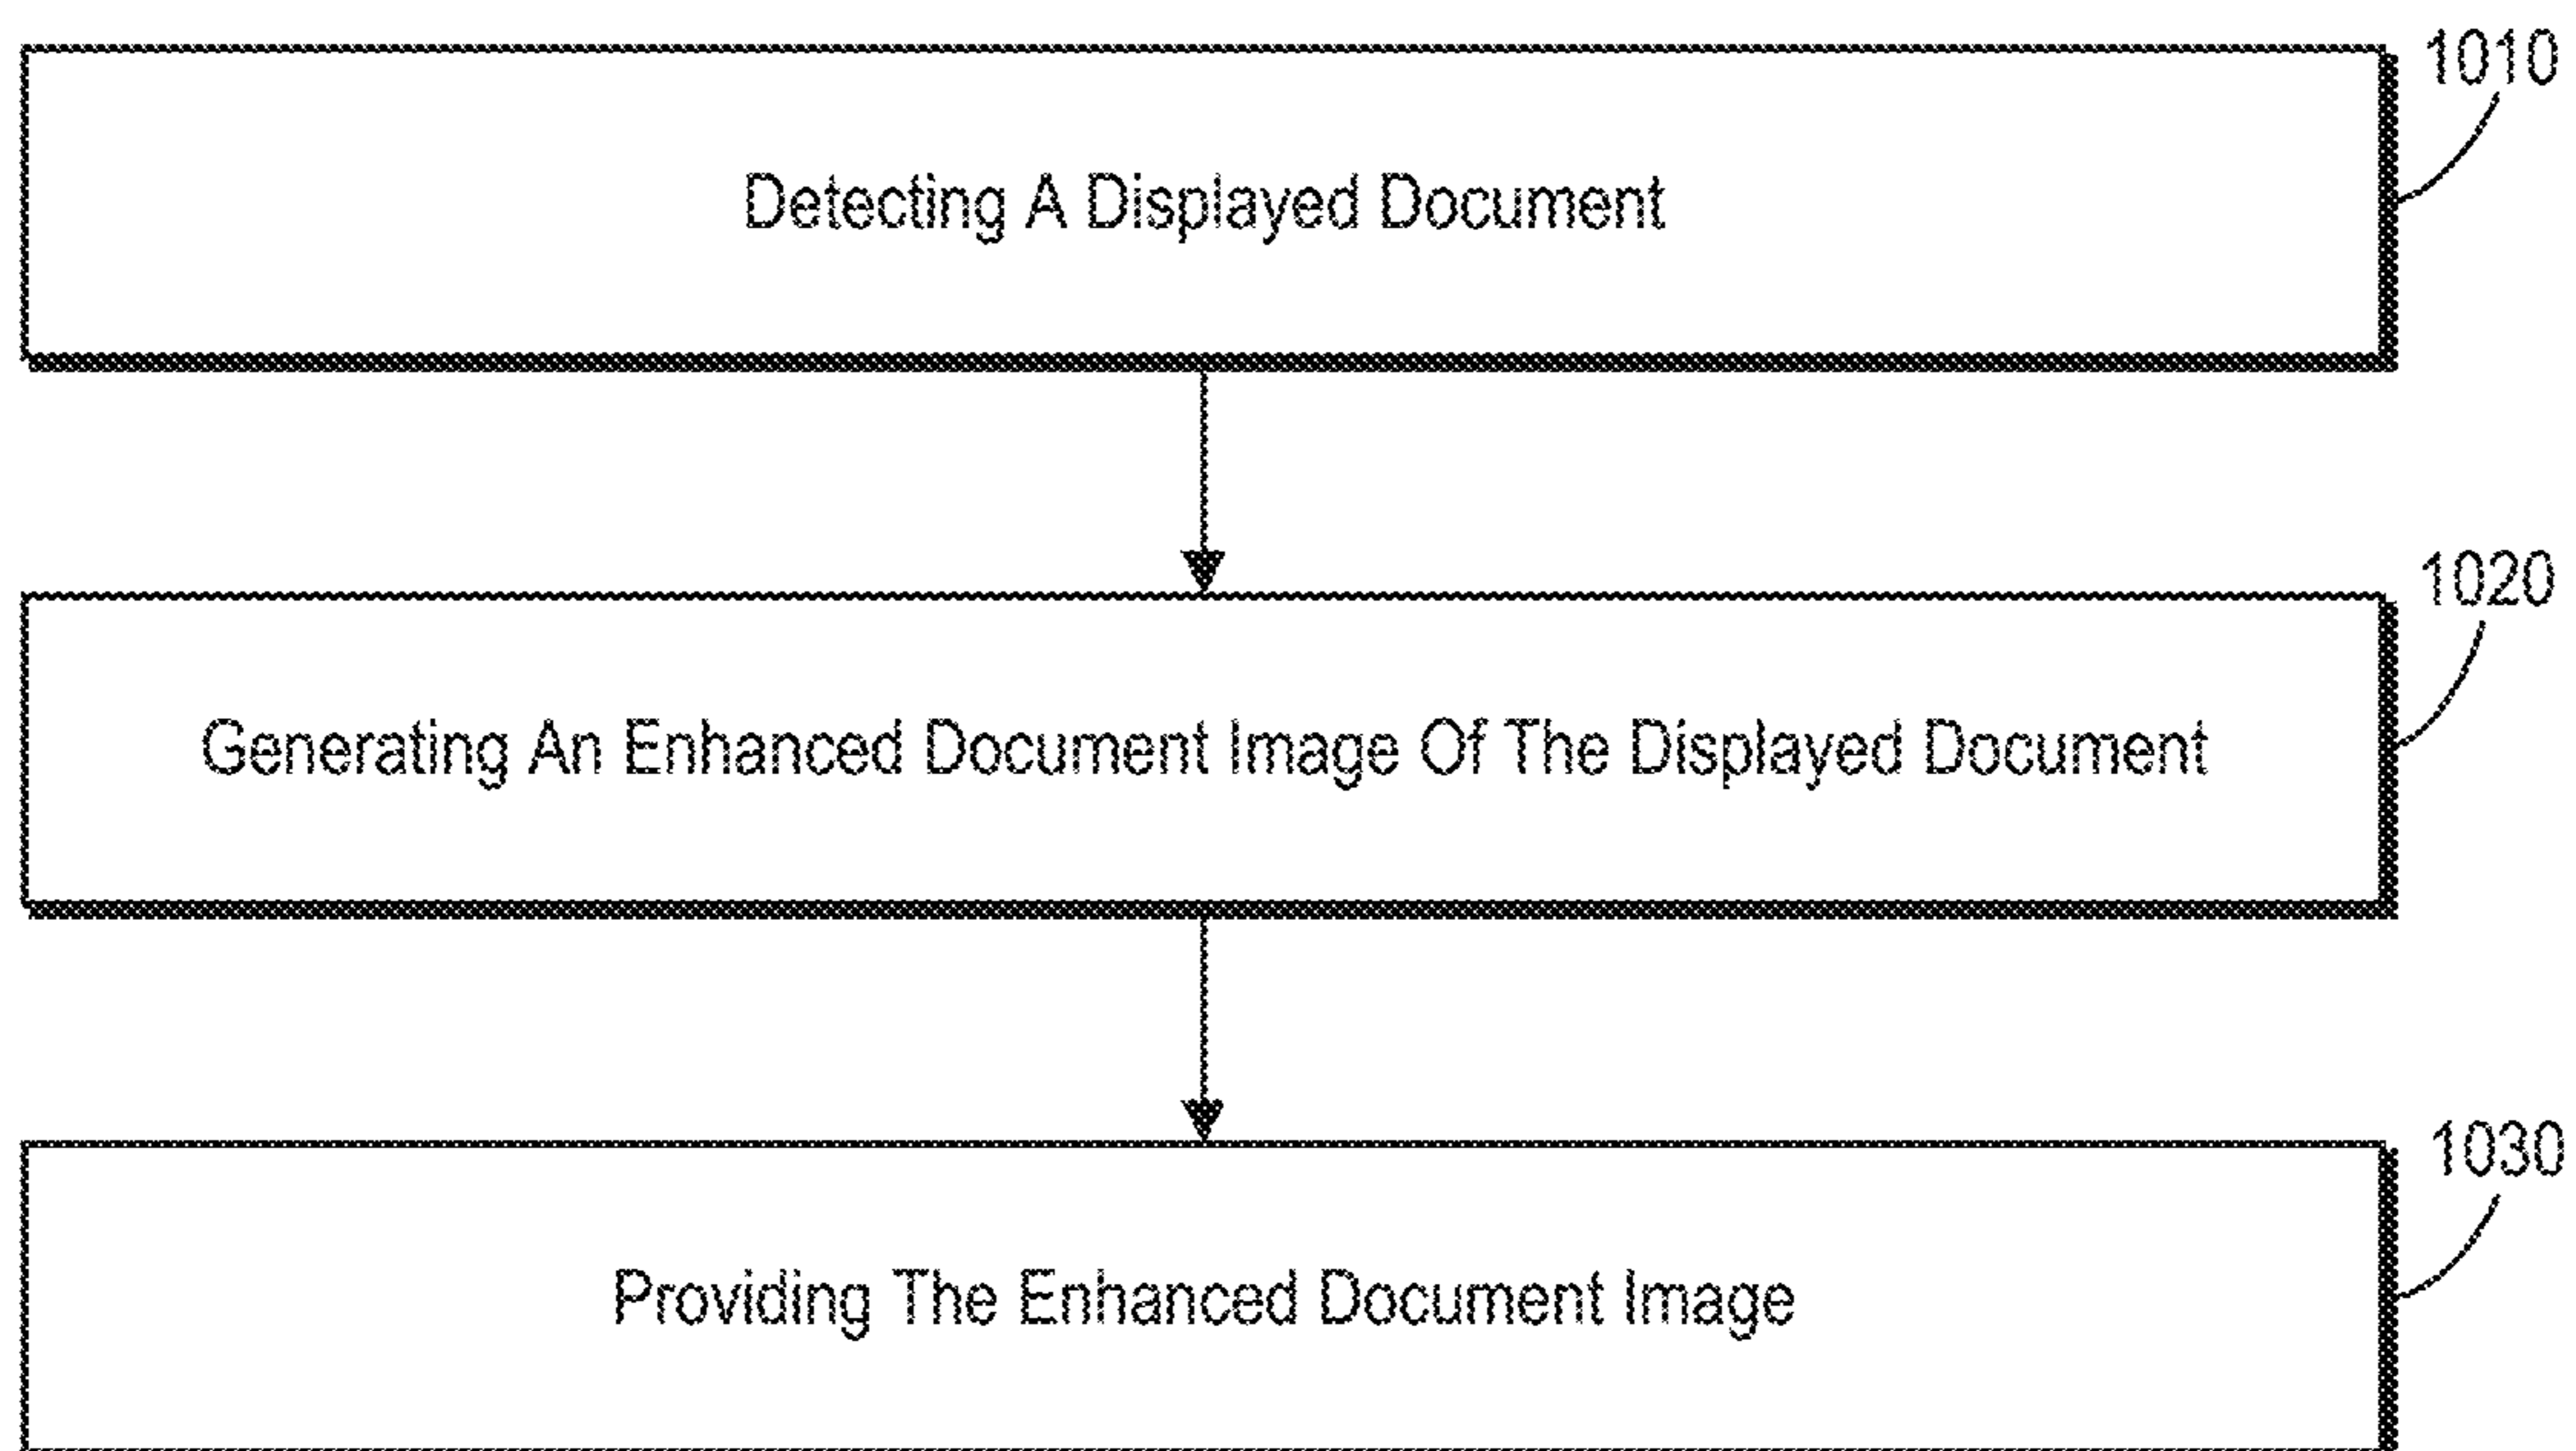 1010
Detecting A Displayed Document
1020
Generating An Enhanced Document Image Of The Displayed Document
1030
Providing The Enhanced Document Image